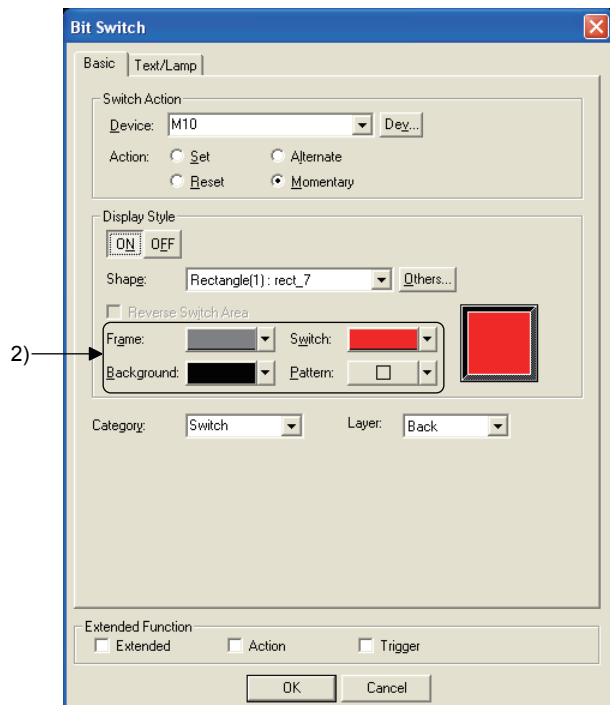 Bit Switch
Basic Text/Lamp
Switch Action
Device: M10 Dev...
Action: Set Alternate
Reset Momentary
Display Style
ON OFF
Shape: Rectangle(1) : rect_7 Others...
Reverse Switch Area
2) Frame: Switch:
Background: Pattern:
Category: Switch Layer: Back
Extended Function
Extended Action Trigger
OK Cancel